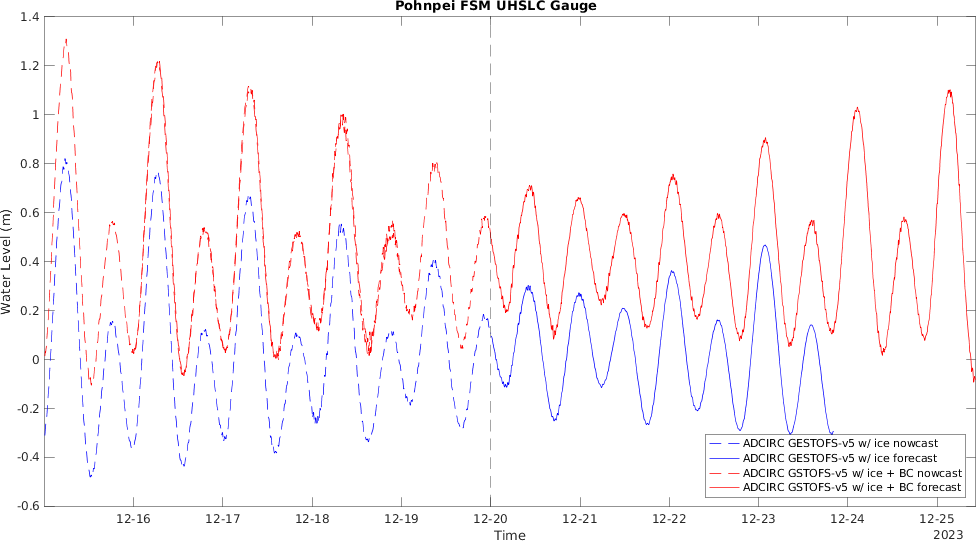 Pohnpei FSM UHSLC Gauge
1.4
1.2
1
0.8
0.6
0.4
0.2
0
-0.2
-0.4
-0.6
Water Level (m)
ADCIRC GESTOFS-v5 w/ ice nowcast
ADCIRC GESTOFS-v5 w/ ice forecast
ADCIRC GSTOFS-v5 w/ ice + BC nowcast
ADCIRC GSTOFS-v5 w/ ice + BC forecast
12-16 12-17 12-18 12-19 12-20 12-21 12-22 12-23 12-24 12-25
Time
2023